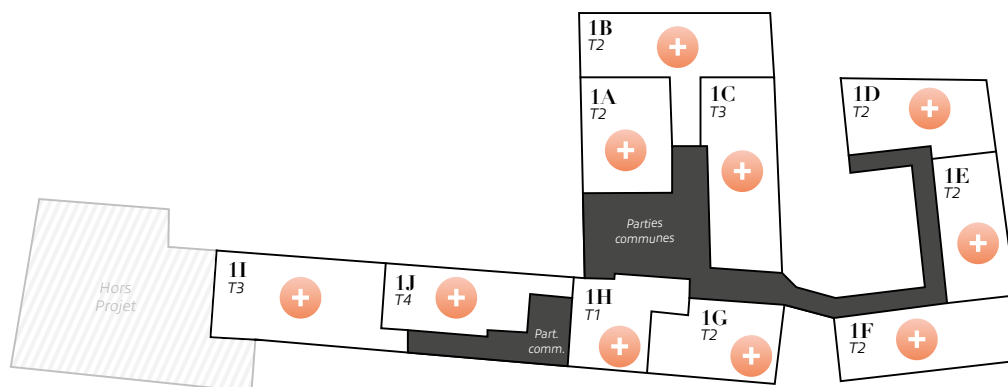 1B
T2
1A
T2
1C
T3
1D
T2
1E
T2
Parties
communes
1I
T3
1J
T4
Hors
Projet
1H
T1
1G
T2
Part.
comm.
1F
T2